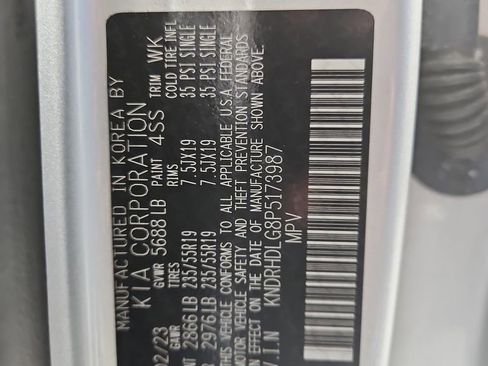 MANUFACTURED IN KOREA BY
KIA CORPORATION
02/23 GVWR 5688 LB PAINT 4SS TRIM WK
GAWR TIRES RIMS COLD TIRE INFL
2866 LB 235/55R19 7.5JX19 35 PSI SINGLE
2976 LB 235/55R19 7.5JX19 35 PSI SINGLE
THIS VEHICLE CONFORMS TO ALL APPLICABLE U.S.A FEDERAL
MOTOR VEHICLE SAFETY AND THEFT PREVENTION STANDARDS
IN EFFECT ON THE DATE OF MANUFACTURE SHOWN ABOVE.
V.I.N KNDRHDLG8P5173987
MPV